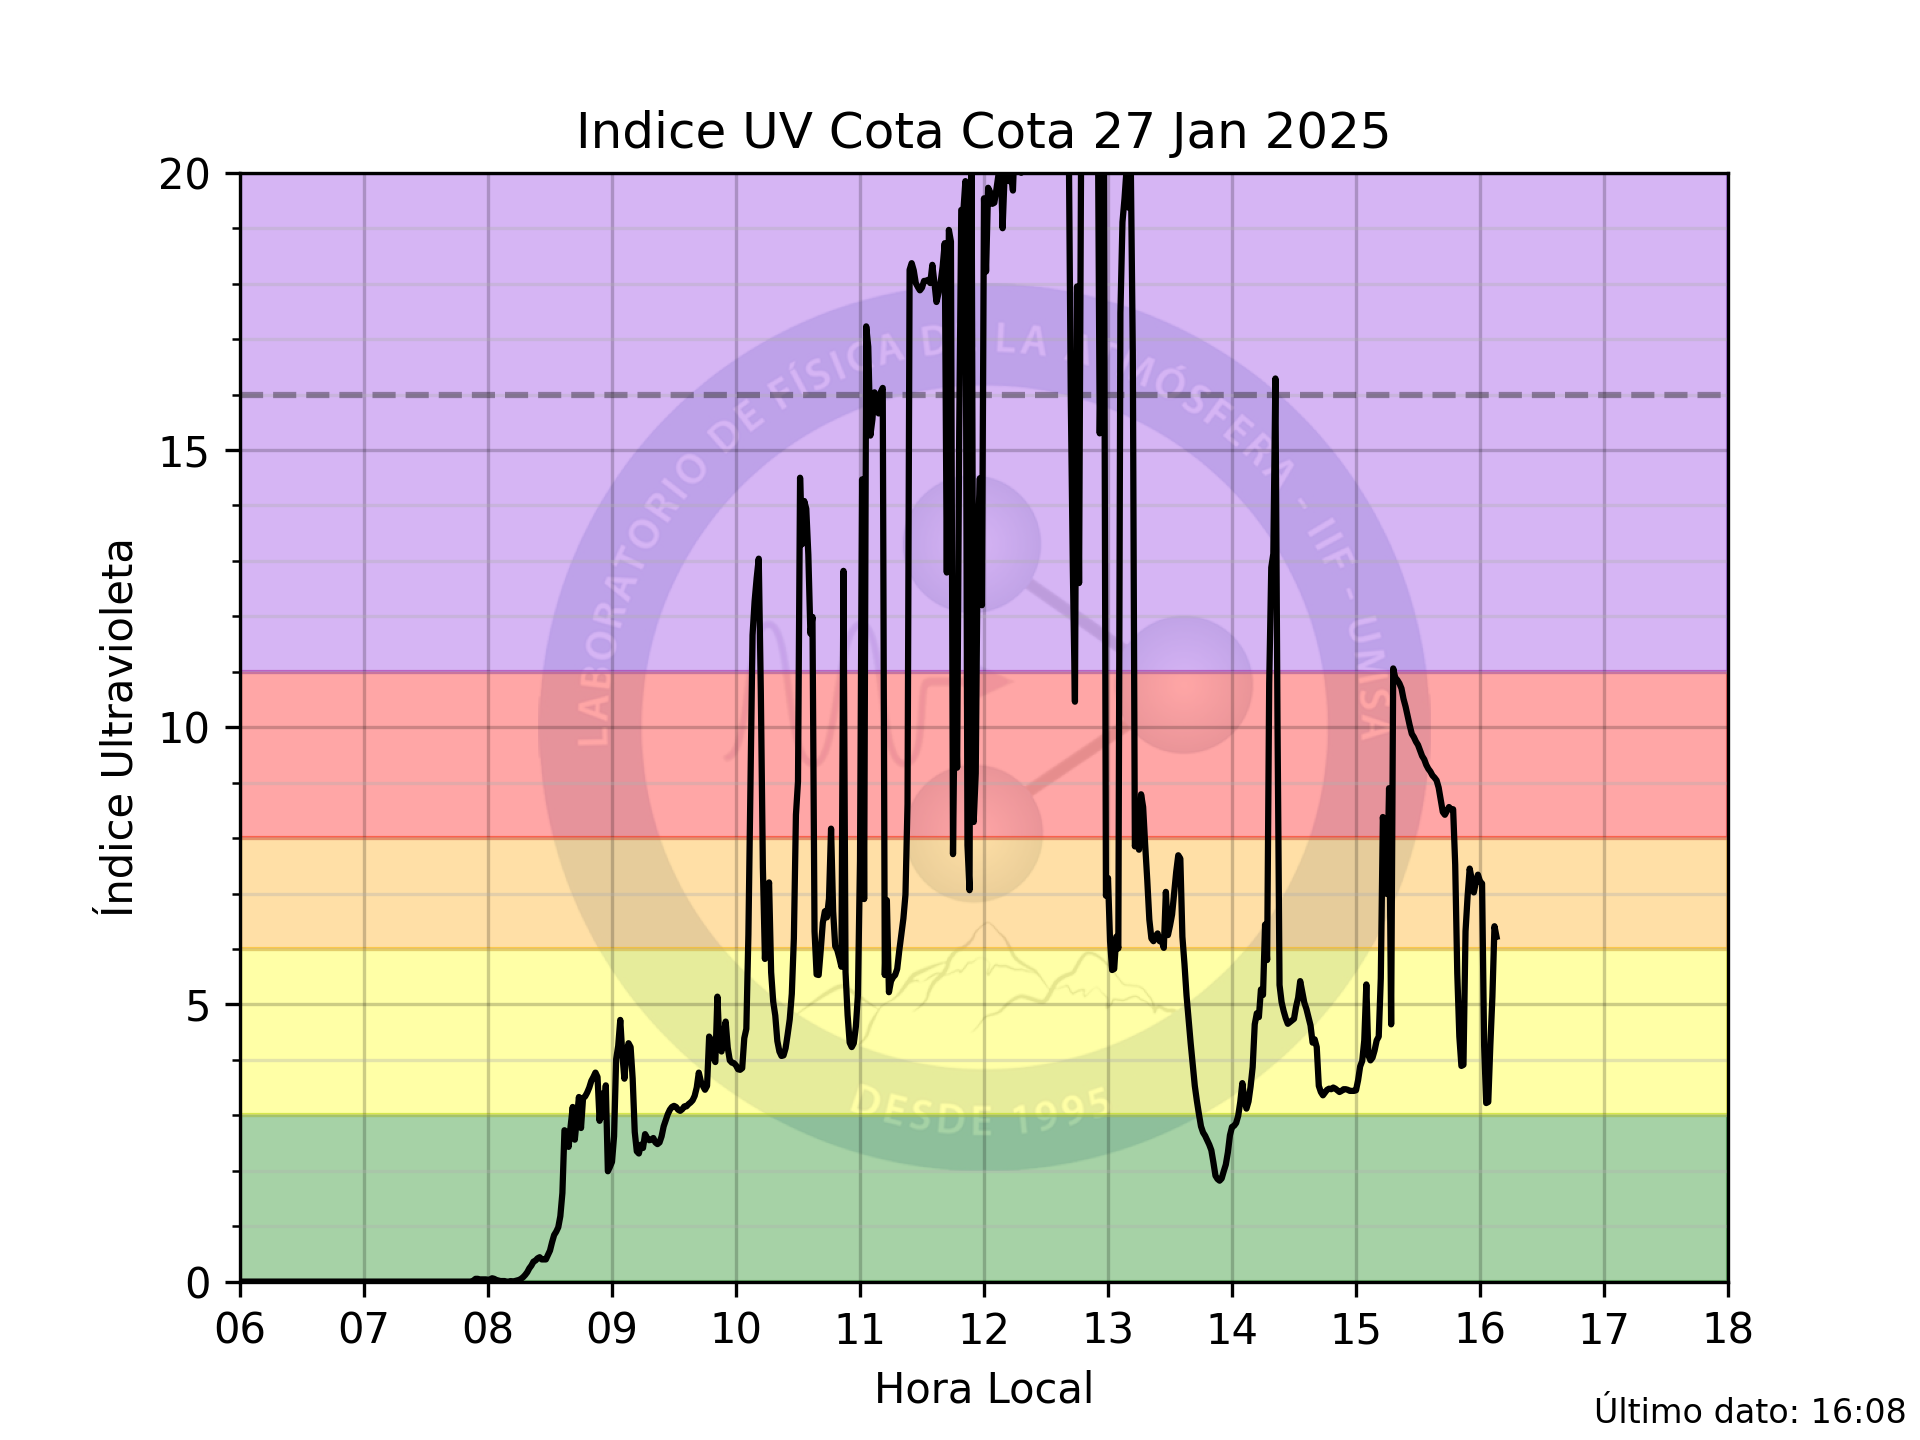 Indice UV Cota Cota 27 Jan 2025
20
15
10
5
0
Índice Ultravioleta
LABORATORIO DE FÍSICA DE LA ATMÓSFERA - IIF - UMSA
DESDE 1995
06 07 08 09 10 11 12 13 14 15 16 17 18
Hora Local
Último dato: 16:08